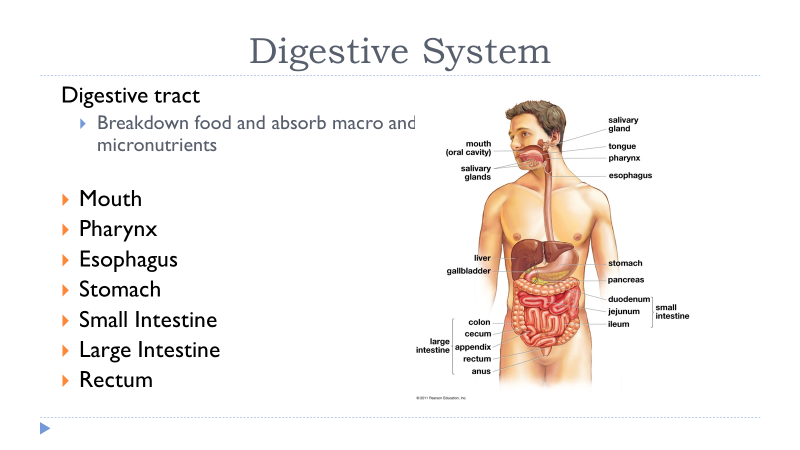 Digestive System
Digestive tract
Breakdown food and absorb macro and
micronutrients
Mouth
Pharynx
Esophagus
Stomach
Small Intestine
Large Intestine
Rectum
mouth
(oral cavity)
salivary
glands
liver
gallbladder
large
intestine
colon
cecum
appendix
rectum
anus
salivary
gland
tongue
pharynx
esophagus
stomach
pancreas
duodenum
jejunum
ileum
small
intestine
© 2011 Pearson Education, Inc.